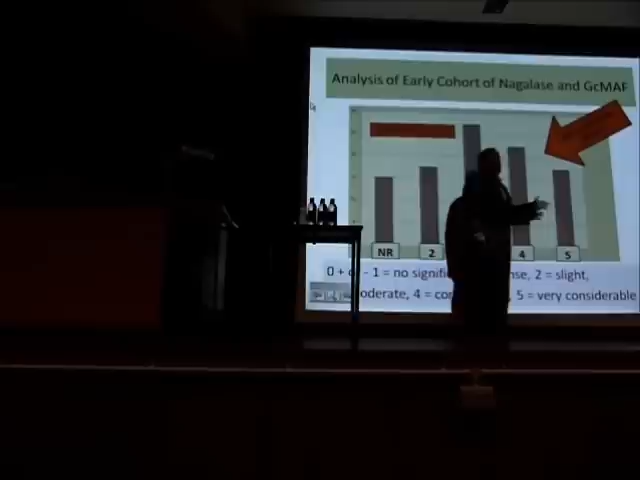 Analysis of Early Cohort of Nagalase and GcMAF
NR
2
4
5
0 + - 1 = no signifi nse, 2 = slight,
oderate, 4 = con 5 = very considerable